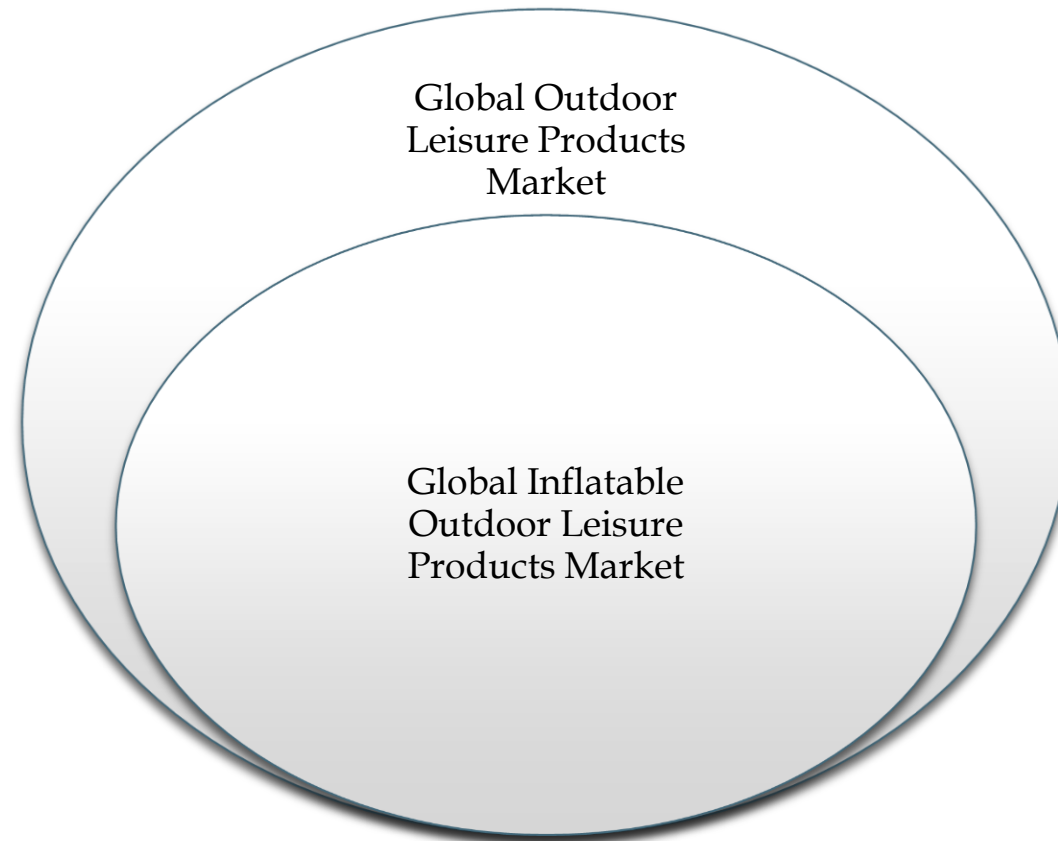 Global Outdoor
Leisure Products
Market
Global Inflatable
Outdoor Leisure
Products Market